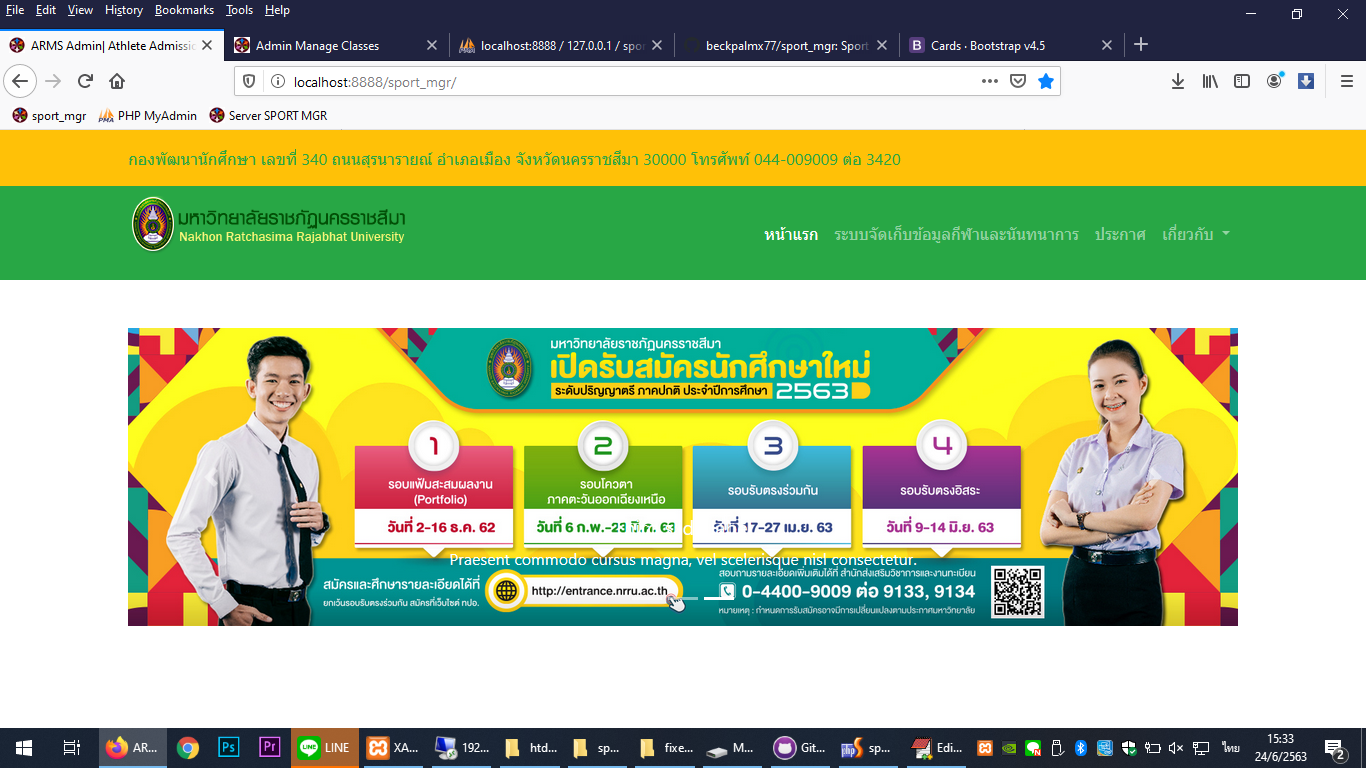 File Edit View History Bookmarks Tools Help
ARMS Admin| Athlete Admissi
Admin Manage Classes
localhost:8888 / 127.0.0.1 / spor
beckpalmx77/sport_mgr: Sport
Cards · Bootstrap v4.5
localhost:8888/sport_mgr/
sport_mgr PHP MyAdmin Server SPORT MGR
กองพัฒนานักศึกษา เลขที่ 340 ถนนสุรนารายณ์ อำเภอเมือง จังหวัดนครราชสีมา 30000 โทรศัพท์ 044-009009 ต่อ 3420
มหาวิทยาลัยราชภัฏนครราชสีมา
Nakhon Ratchasima Rajabhat University
หน้าแรก ระบบจัดเก็บข้อมูลกีฬาและนันทนาการ ประกาศ เกี่ยวกับ
มหาวิทยาลัยราชภัฏนครราชสีมา
เปิดรับสมัครนักศึกษาใหม่
ระดับปริญญาตรี ภาคปกติ ประจำปีการศึกษา 2563
1 2 3 4
รอบแฟ้มสะสมผลงาน
(Portfolio)
วันที่ 2-16 ธ.ค. 62
รอบโควตา
ภาคตะวันออกเฉียงเหนือ
วันที่ 6 ก.พ.-23
รอบรับตรงร่วมกัน
วันที่ 17-27 เม.ย. 63
รอบรับตรงอิสระ
วันที่ 9-14 มิ.ย. 63
Praesent commodo cursus magna, vel scelerisque nisl consectetur.
สมัครและศึกษารายละเอียดได้ที่
ยกเว้นรอบรับตรงร่วมกัน สมัครที่เว็บไซต์ ทปอ.
http://entrance.nrru.ac.th
สอบถามรายละเอียดเพิ่มเติมได้ที่ สำนักส่งเสริมวิชาการและงานทะเบียน
0-4400-9009 ต่อ 9133, 9134
หมายเหตุ : กำหนดการรับสมัครอาจมีการเปลี่ยนแปลงตามประกาศมหาวิทยาลัย
AR... Ps Pr LINE XA... 192... htd... sp... fixe... M... Git... sp... Edi... ไทย
15:33
24/6/2563
2